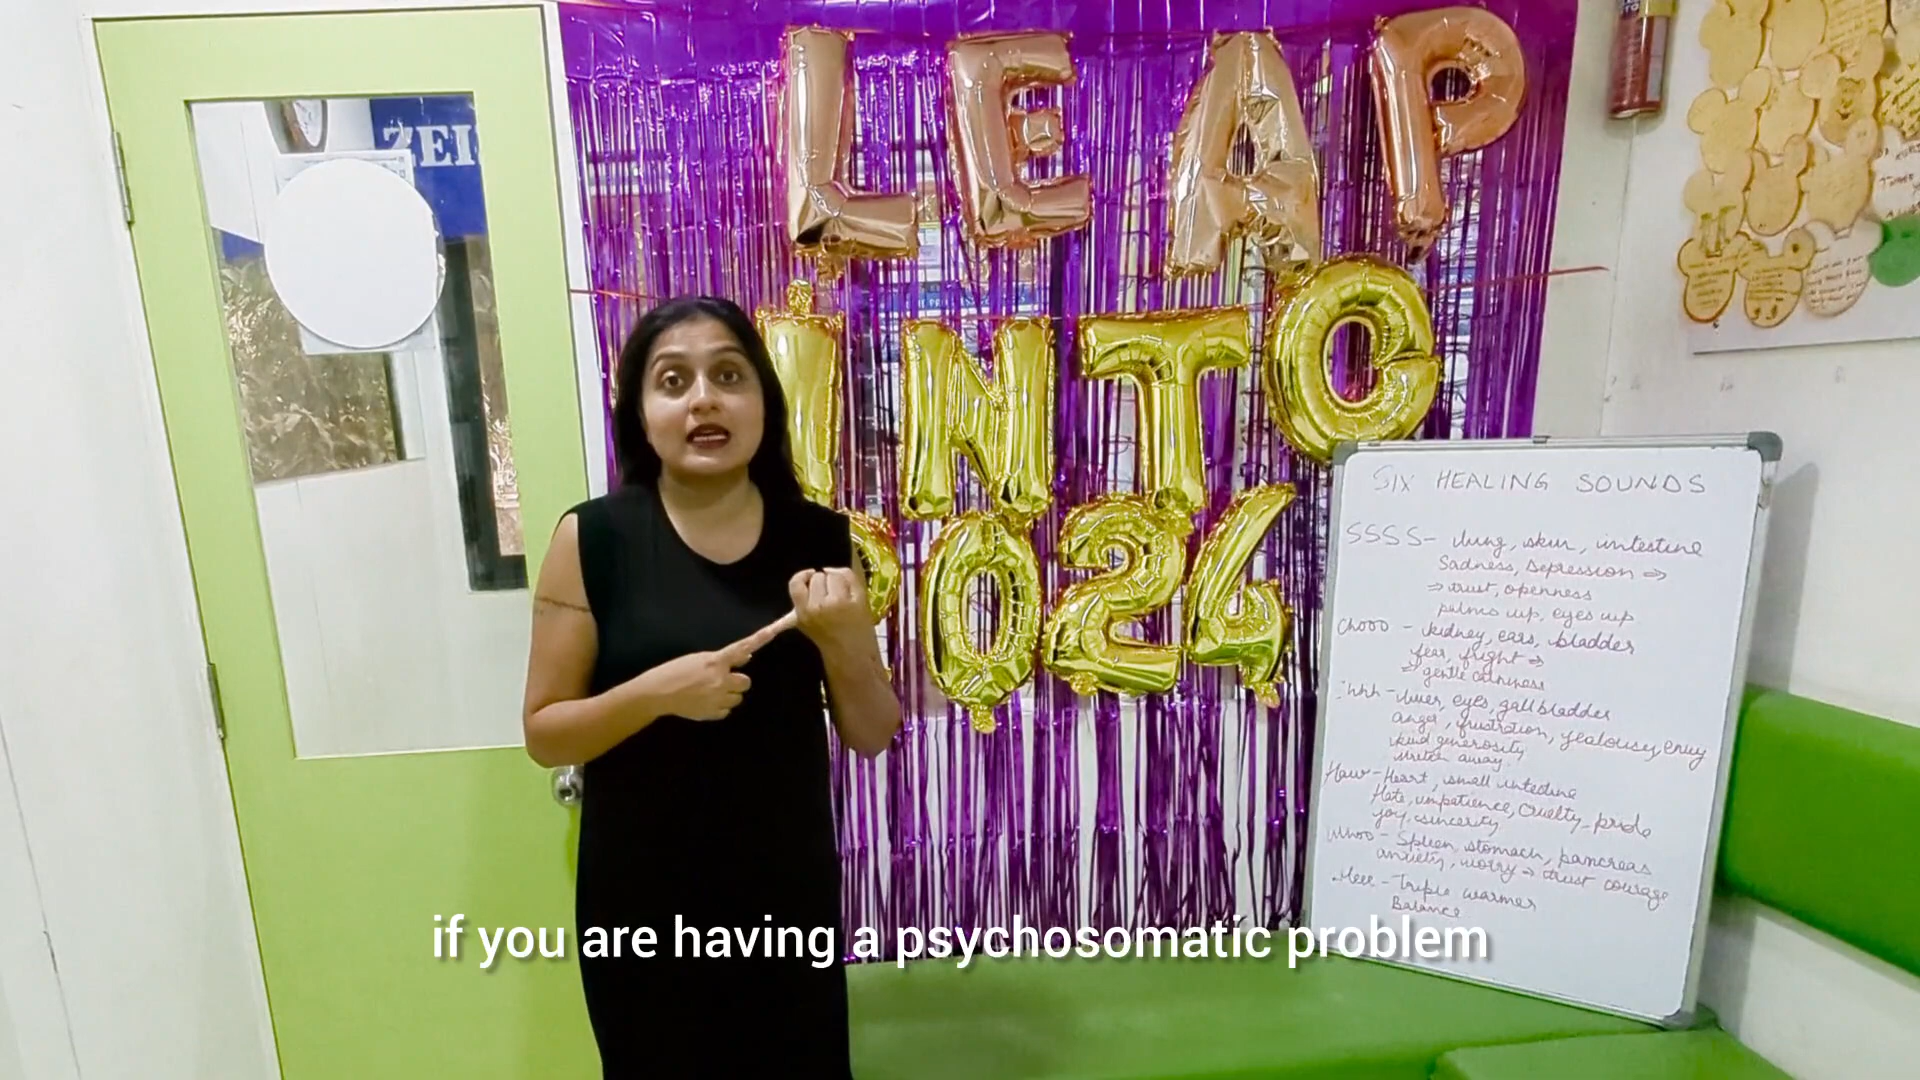 ZEI
LEAP
INTO
2024
SIX HEALING SOUNDS
SSSS- lung, skin, intestine
Sadness, Depression ⇒
⇒ trust, openness
palms up, eyes up
Chooo - kidney, ears, bladder
fear, fright ⇒
⇒ gentle calmness
Shhh - liver, eyes, gallbladder
anger, frustration, jealousy, envy
kind generosity
stretch away.
Haw - Heart, small intestine
Hate, impatience, cruelty, pride
joy, sincerity
Whoo - Spleen, stomach, pancreas
anxiety, worry → trust courage
Heee - Triple warmer
Balance
if you are having a psychosomatic problem